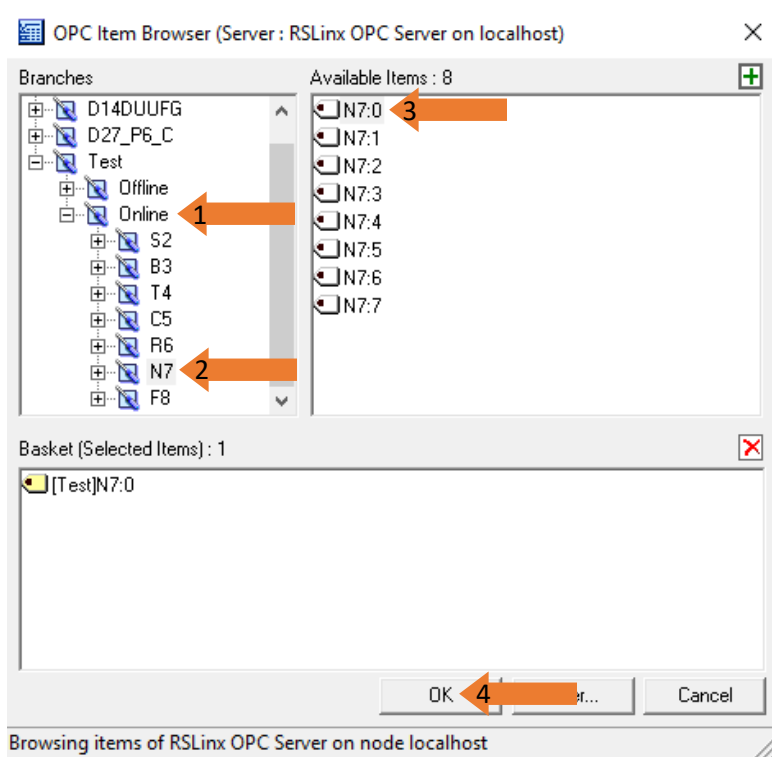 OPC Item Browser (Server : RSLinx OPC Server on localhost)
Branches
D14DUUFG
D27_P6_C
Test
Offline
Online 1
S2
B3
T4
C5
R6
N7 2
F8
Available Items : 8
N7:0 3
N7:1
N7:2
N7:3
N7:4
N7:5
N7:6
N7:7
Basket (Selected Items) : 1
[Test]N7:0
OK 4 Cancel
Browsing items of RSLinx OPC Server on node localhost